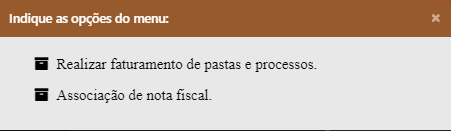 Indique as opções do menu:
Realizar faturamento de pastas e processos.
Associação de nota fiscal.